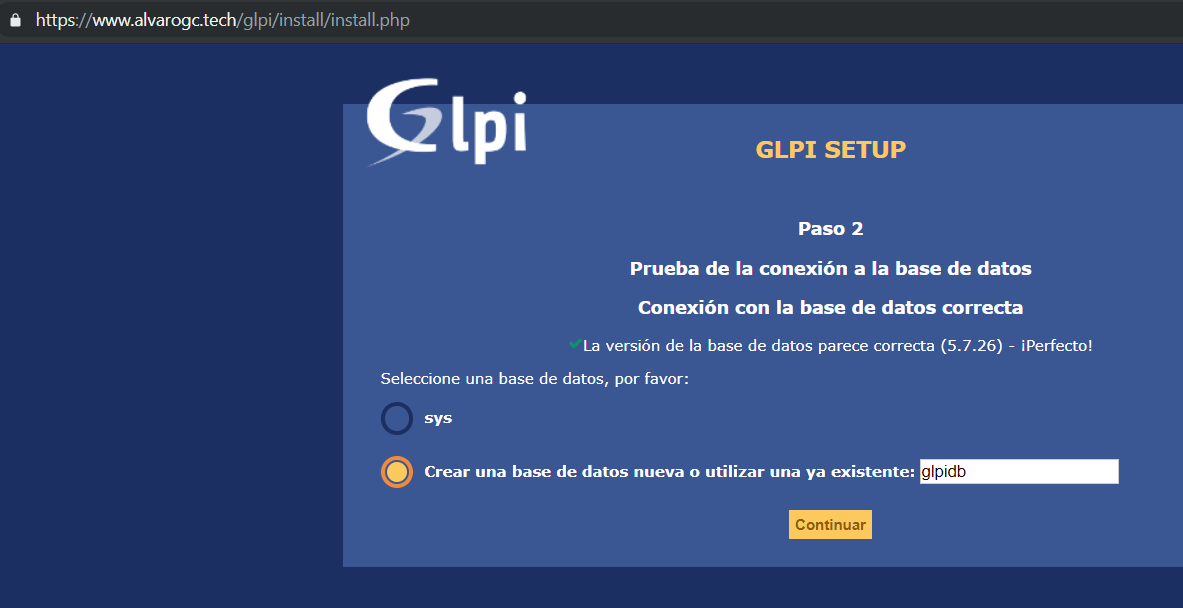 https://www.alvarogc.tech/glpi/install/install.php
Glpi
GLPI SETUP
Paso 2
Prueba de la conexión a la base de datos
Conexión con la base de datos correcta
La versión de la base de datos parece correcta (5.7.26) - ¡Perfecto!
Seleccione una base de datos, por favor:
sys
Crear una base de datos nueva o utilizar una ya existente: glpidb
Continuar